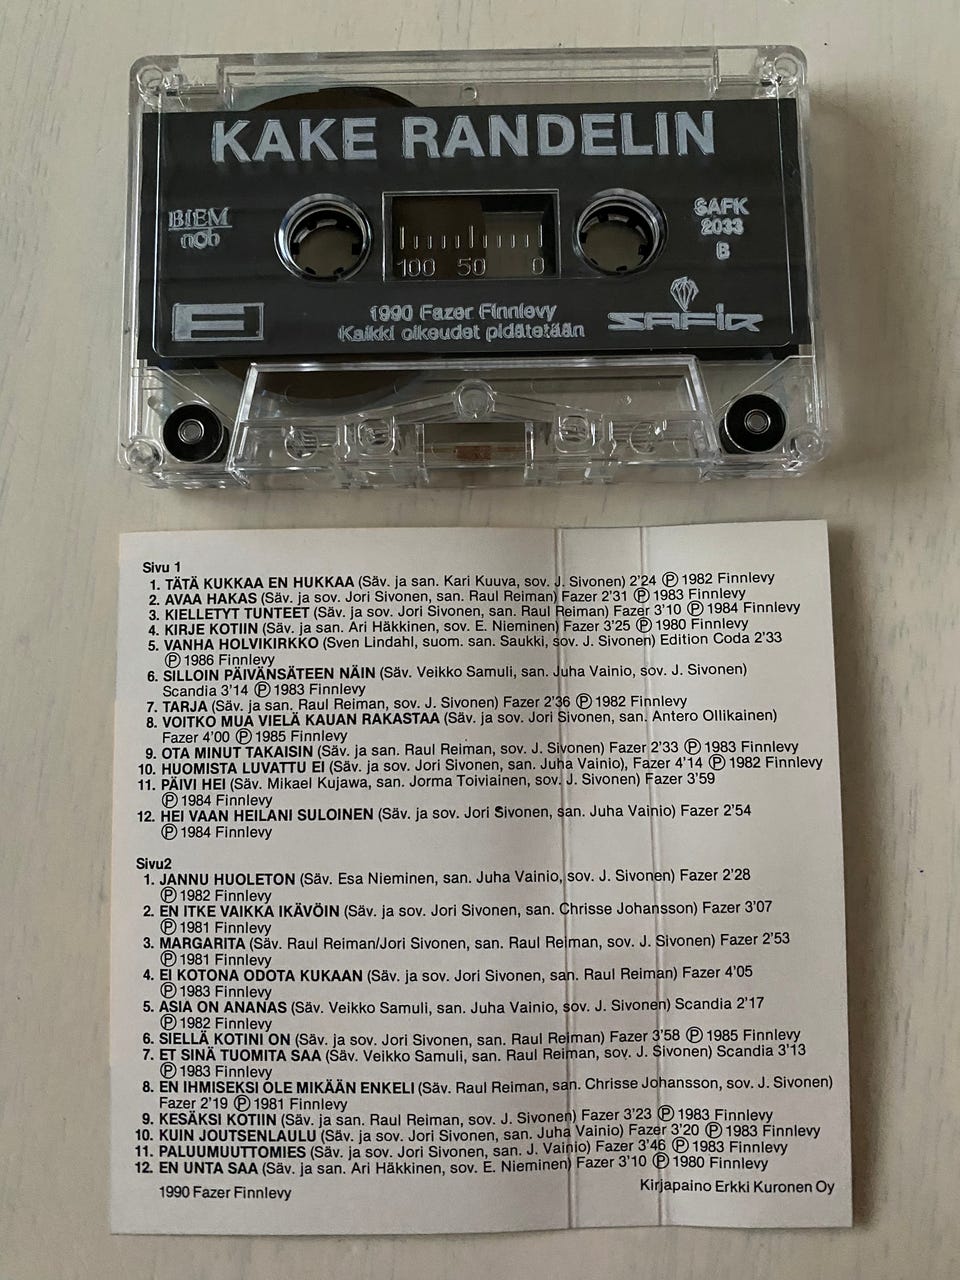 KAKE RANDELIN
BIEM
ncb
SAFK
2033
B
100 50 0
1990 Fazer Finnlevy
Kaikki oikeudet pidätetään
SAFIR
Sivu 1
1. TÄTÄ KUKKAA EN HUKKAA (Säv. ja san. Kari Kuuva, sov. J. Sivonen) 2'24 Ⓟ 1982 Finnlevy
2. AVAA HAKAS (Säv. ja sov. Jori Sivonen, san. Raul Reiman) Fazer 2'31 Ⓟ 1983 Finnlevy
3. KIELLETYT TUNTEET (Säv. ja sov. Jori Sivonen, san. Raul Reiman) Fazer 3'10 Ⓟ 1984 Finnlevy
4. KIRJE KOTIIN (Säv. ja san. Ari Häkkinen, sov. E. Nieminen) Fazer 3'25 Ⓟ 1980 Finnlevy
5. VANHA HOLVIKIRKKO (Sven Lindahl, suom. san. Saukki, sov. J. Sivonen) Edition Coda 2'33
Ⓟ 1986 Finnlevy
6. SILLOIN PÄIVÄNSÄTEEN NÄIN (Säv. Veikko Samuli, san. Juha Vainio, sov. J. Sivonen)
Scandia 3'14 Ⓟ 1983 Finnlevy
7. TARJA (Säv. ja san. Raul Reiman, sov. J. Sivonen) Fazer 2'36 Ⓟ 1982 Finnlevy
8. VOITKO MUA VIELÄ KAUAN RAKASTAA (Säv. ja sov. Jori Sivonen, san. Antero Ollikainen)
Fazer 4'00 Ⓟ 1985 Finnlevy
9. OTA MINUT TAKAISIN (Säv. ja san. Raul Reiman, sov. J. Sivonen) Fazer 2'33 Ⓟ 1983 Finnlevy
10. HUOMISTA LUVATTU EI (Säv. ja sov. Jori Sivonen, san. Juha Vainio), Fazer 4'14 Ⓟ 1982 Finnlevy
11. PÄIVI HEI (Säv. Mikael Kujawa, san. Jorma Toiviainen, sov. J. Sivonen) Fazer 3'59
Ⓟ 1984 Finnlevy
12. HEI VAAN HEILANI SULOINEN (Säv. ja sov. Jori Sivonen, san. Juha Vainio) Fazer 2'54
Ⓟ 1984 Finnlevy
Sivu2
1. JANNU HUOLETON (Säv. Esa Nieminen, san. Juha Vainio, sov. J. Sivonen) Fazer 2'28
Ⓟ 1982 Finnlevy
2. EN ITKE VAIKKA IKÄVÖIN (Säv. ja sov. Jori Sivonen, san. Chrisse Johansson) Fazer 3'07
Ⓟ 1981 Finnlevy
3. MARGARITA (Säv. Raul Reiman/Jori Sivonen, san. Raul Reiman, sov. J. Sivonen) Fazer 2'53
Ⓟ 1981 Finnlevy
4. EI KOTONA ODOTA KUKAAN (Säv. ja sov. Jori Sivonen, san. Raul Reiman) Fazer 4'05
Ⓟ 1983 Finnlevy
5. ASIA ON ANANAS (Säv. Veikko Samuli, san. Juha Vainio, sov. J. Sivonen) Scandia 2'17
Ⓟ 1982 Finnlevy
6. SIELLÄ KOTINI ON (Säv. ja sov. Jori Sivonen, san. Raul Reiman) Fazer 3'58 Ⓟ 1985 Finnlevy
7. ET SINÄ TUOMITA SAA (Säv. Veikko Samuli, san. Raul Reiman, sov. J. Sivonen) Scandia 3'13
Ⓟ 1983 Finnlevy
8. EN IHMISEKSI OLE MIKÄÄN ENKELI (Säv. Raul Reiman, san. Chrisse Johansson, sov. J. Sivonen)
Fazer 2'19 Ⓟ 1981 Finnlevy
9. KESÄKSI KOTIIN (Säv. ja san. Raul Reiman, sov. J. Sivonen) Fazer 3'23 Ⓟ 1983 Finnlevy
10. KUIN JOUTSENLAULU (Säv. ja sov. Jori Sivonen, san. Juha Vainio) Fazer 3'20 Ⓟ 1983 Finnlevy
11. PALUUMUUTTOMIES (Säv. ja sov. Jori Sivonen, san. J. Vainio) Fazer 3'46 Ⓟ 1983 Finnlevy
12. EN UNTA SAA (Säv. ja san. Ari Häkkinen, sov. E. Nieminen) Fazer 3'10 Ⓟ 1980 Finnlevy
1990 Fazer Finnlevy Kirjapaino Erkki Kuronen Oy